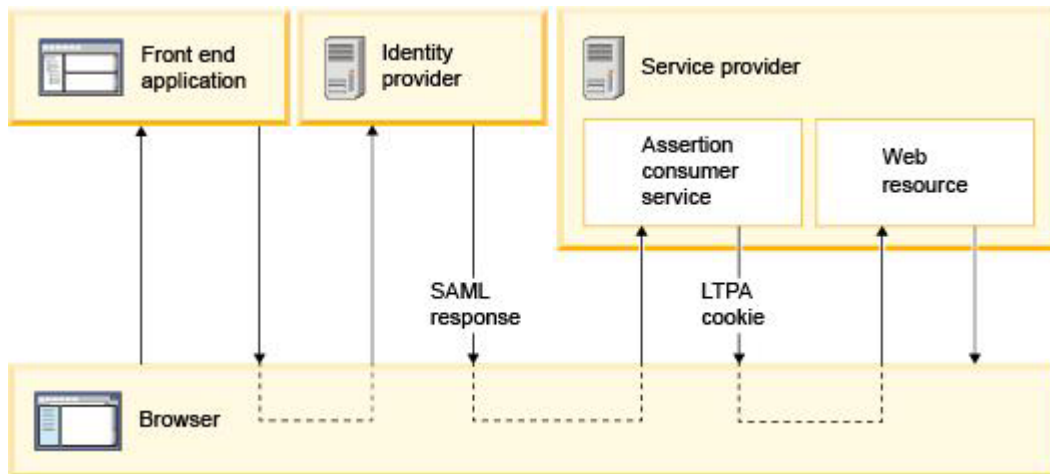 Front end
application
Identity
provider
Service provider
Assertion
consumer
service
Web
resource
SAML
response
LTPA
cookie
Browser